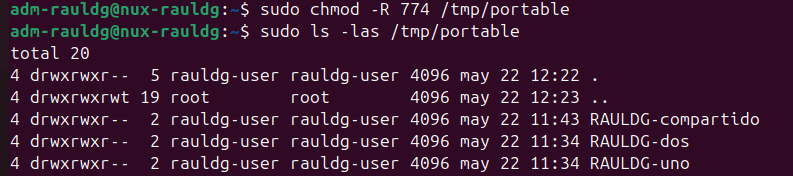 adm-rauldg@nux-rauldg:~$ sudo chmod -R 774 /tmp/portable
adm-rauldg@nux-rauldg:~$ sudo ls -las /tmp/portable
total 20
4 drwxrwxr--  5 rauldg-user rauldg-user 4096 may 22 12:22 .
4 drwxrwxrwt 19 root        root        4096 may 22 12:23 ..
4 drwxrwxr--  2 rauldg-user rauldg-user 4096 may 22 11:43 RAULDG-compartido
4 drwxrwxr--  2 rauldg-user rauldg-user 4096 may 22 11:34 RAULDG-dos
4 drwxrwxr--  2 rauldg-user rauldg-user 4096 may 22 11:34 RAULDG-uno